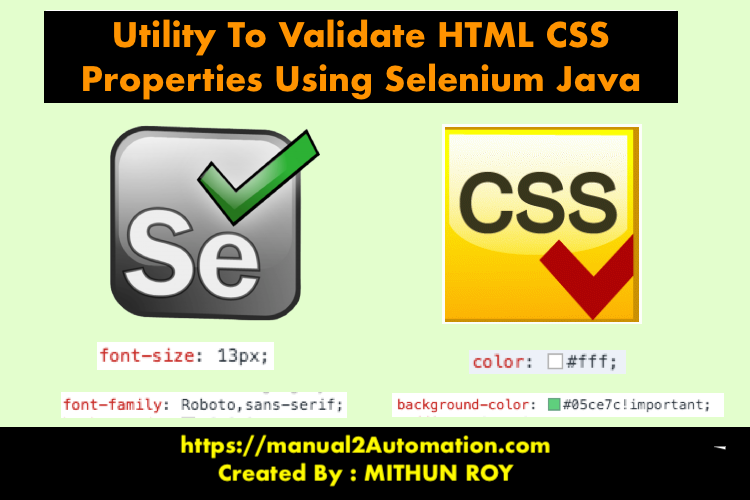 Utility To Validate HTML CSS
Properties Using Selenium Java
Se
CSS
font-size: 13px;
color: #fff;
font-family: Roboto,sans-serif;
background-color: #05ce7c!important;
https://manual2Automation.com
Created By : MITHUN ROY